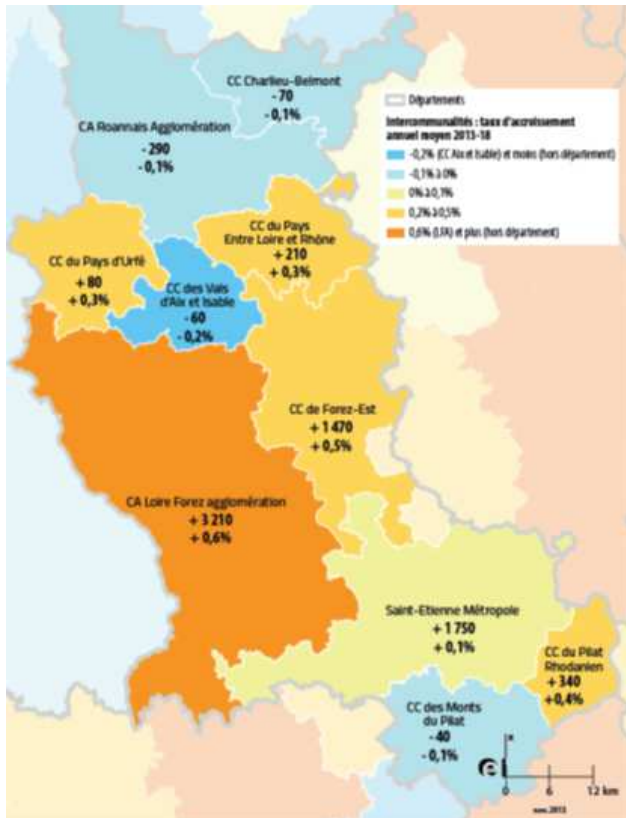 CC Charlieu-Belmont
- 70
- 0,1%
CA Roannais Agglomération
- 290
- 0,1%
Départements
Intercommunalités : taux d'accroissement
annuel moyen 2013-18
-0,2% (CC Aix et Isable) et moins (hors département)
-0,1% à 0%
0% à 0,1%
0,2% à 0,5%
0,6% (LFA) et plus (hors département)
CC du Pays
Entre Loire et Rhône
+ 210
+ 0,3%
CC du Pays d'Urfé
+ 80
+ 0,3%
CC des Vals
d'Aix et Isable
- 60
- 0,2%
CC de Forez-Est
+ 1 470
+ 0,5%
CA Loire Forez agglomération
+ 3 210
+ 0,6%
Saint-Etienne Métropole
+ 1 750
+ 0,1%
CC du Pilat
Rhodanien
+ 340
+0,4%
CC des Monts
du Pilat
- 40
- 0,1%
0 6 12 km